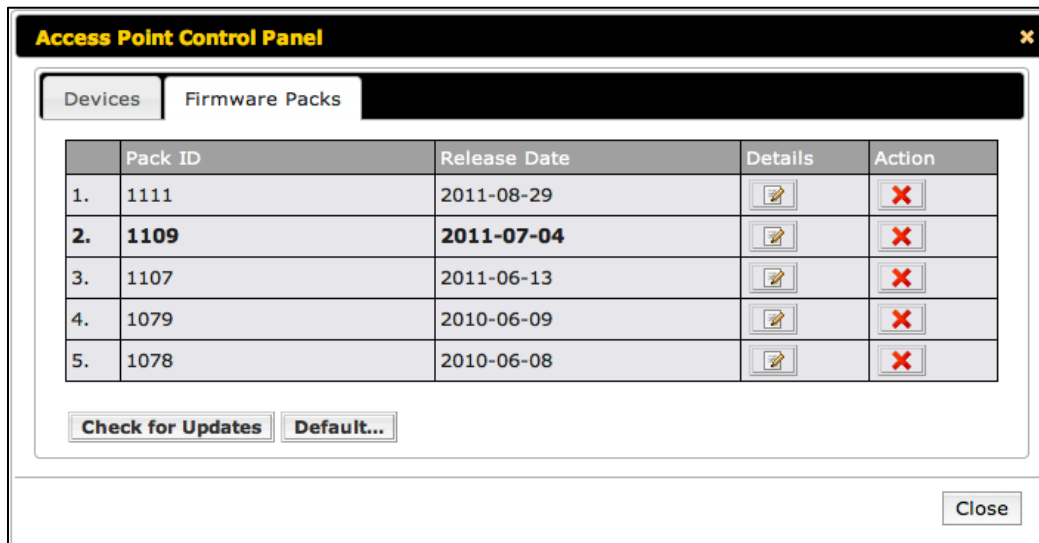 Access Point Control Panel
Devices Firmware Packs
Pack ID Release Date Details Action
1. 1111 2011-08-29
2. 1109 2011-07-04
3. 1107 2011-06-13
4. 1079 2010-06-09
5. 1078 2010-06-08
Check for Updates Default...
Close